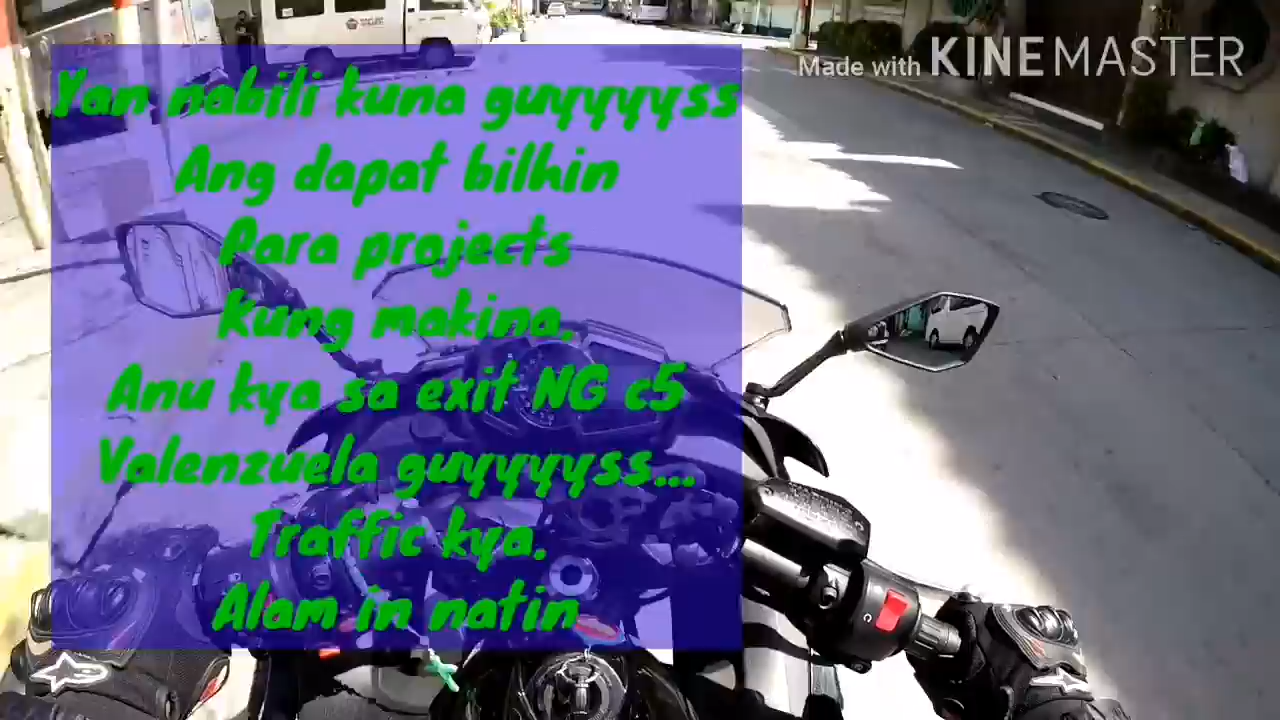 Yan nabili kuna guyyyyss
Ang dapat bilhin
Para projects
Kung makina.
Anu kya sa exit NG c5
Valenzuela guyyyyss...
Traffic kya.
Alam in natin
Made with KINEMASTER